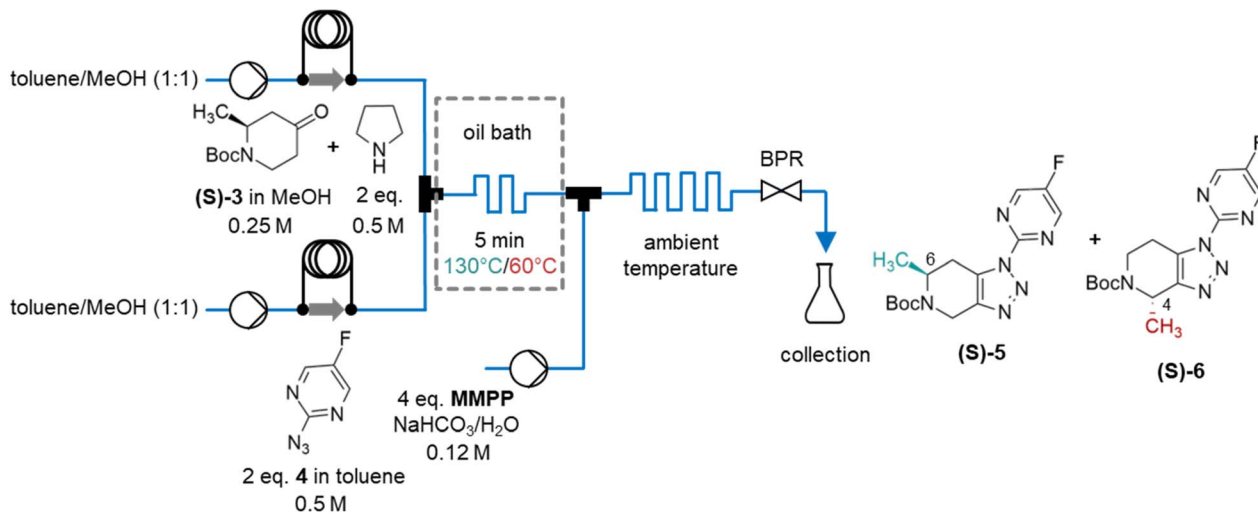 toluene/MeOH (1:1)
H₃C
O
BocN
+
N
H
(S)-3 in MeOH
0.25 M
2 eq.
0.5 M
oil bath
5 min
130°C/60°C
toluene/MeOH (1:1)
F
N
N
N₃
2 eq. 4 in toluene
0.5 M
4 eq. MMPP
NaHCO₃/H₂O
0.12 M
ambient
temperature
BPR
collection
F
N
N
H₃C
6
N
N
N
BocN
(S)-5
+
F
N
N
N
N
N
BocN
4
CH₃
(S)-6